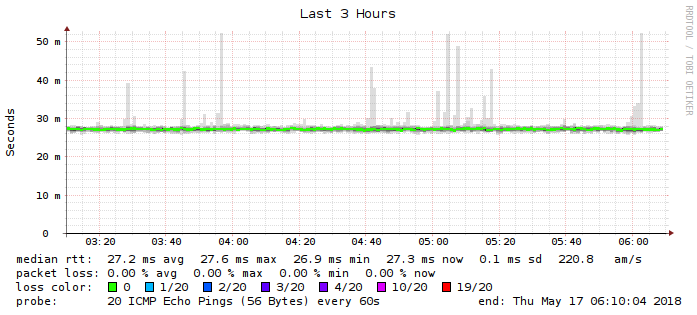 Last 3 Hours
RRDTOOL / TOBI OETIKER
Seconds
50 m
40 m
30 m
20 m
10 m
0
03:20 03:40 04:00 04:20 04:40 05:00 05:20 05:40 06:00
median rtt: 27.2 ms avg 27.6 ms max 26.9 ms min 27.3 ms now 0.1 ms sd 220.8 am/s
packet loss: 0.00 % avg 0.00 % max 0.00 % min 0.00 % now
loss color: 0 1/20 2/20 3/20 4/20 10/20 19/20
probe: 20 ICMP Echo Pings (56 Bytes) every 60s end: Thu May 17 06:10:04 2018